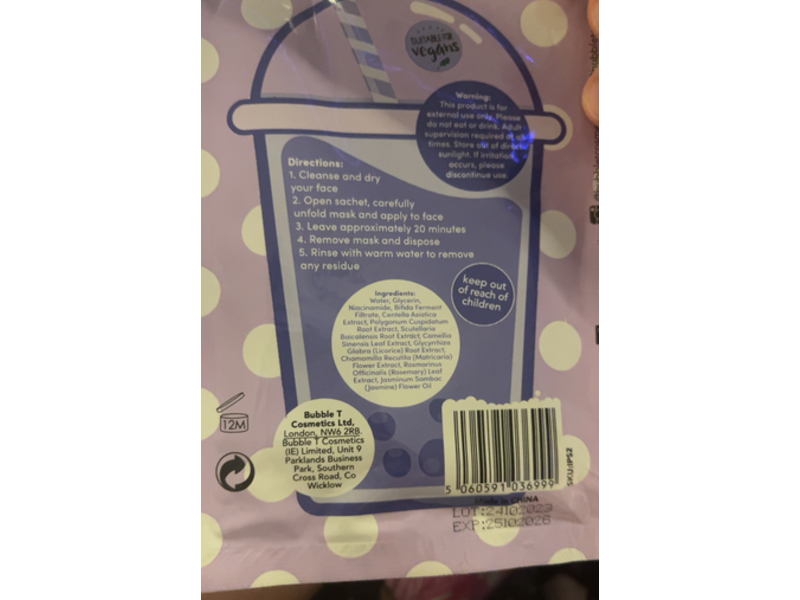 SUITABLE FOR
vegans
Warning:
This product is for
external use only. Please
do not eat or drink. Adult
supervision required at all
times. Store out of direct
sunlight. If irritation
occurs, please
discontinue use.
Directions:
1. Cleanse and dry
your face
2. Open sachet, carefully
unfold mask and apply to face
3. Leave approximately 20 minutes
4. Remove mask and dispose
5. Rinse with warm water to remove
any residue
keep out
of reach of
children
Ingredients:
Water, Glycerin,
Niacinamide, Bifida Ferment
Filtrate, Centella Asiatica
Extract, Polygonum Cuspidatum
Root Extract, Scutellaria
Baicalensis Root Extract, Camellia
Sinensis Leaf Extract, Glycyrrhiza
Glabra (Licorice) Root Extract,
Chamomilla Recutita (Matricaria)
Flower Extract, Rosmarinus
Officinalis (Rosemary) Leaf
Extract, Jasminum Sambac
(Jasmine) Flower Oil
12M
Bubble T
Cosmetics Ltd,
London, NW6 2RB.
Bubble T Cosmetics
(IE) Limited, Unit 9
Parklands Business
Park, Southern
Cross Road, Co
Wicklow
5 060591 036999
SKU:IPS2
Made in CHINA
LOT:24102023
EXP:25102026